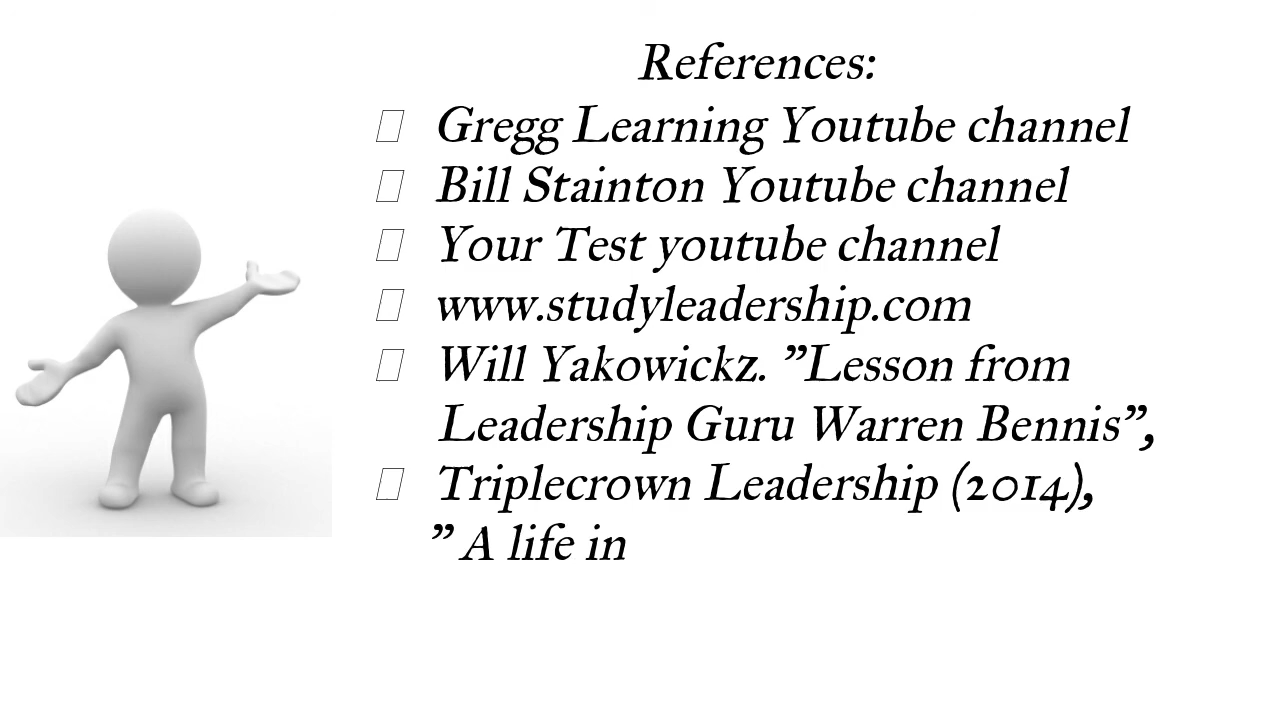 References:
Gregg Learning Youtube channel
Bill Stainton Youtube channel
Your Test youtube channel
www.studyleadership.com
Will Yakowickz. ”Lesson from
Leadership Guru Warren Bennis”,
Triplecrown Leadership (2014),
” A life in